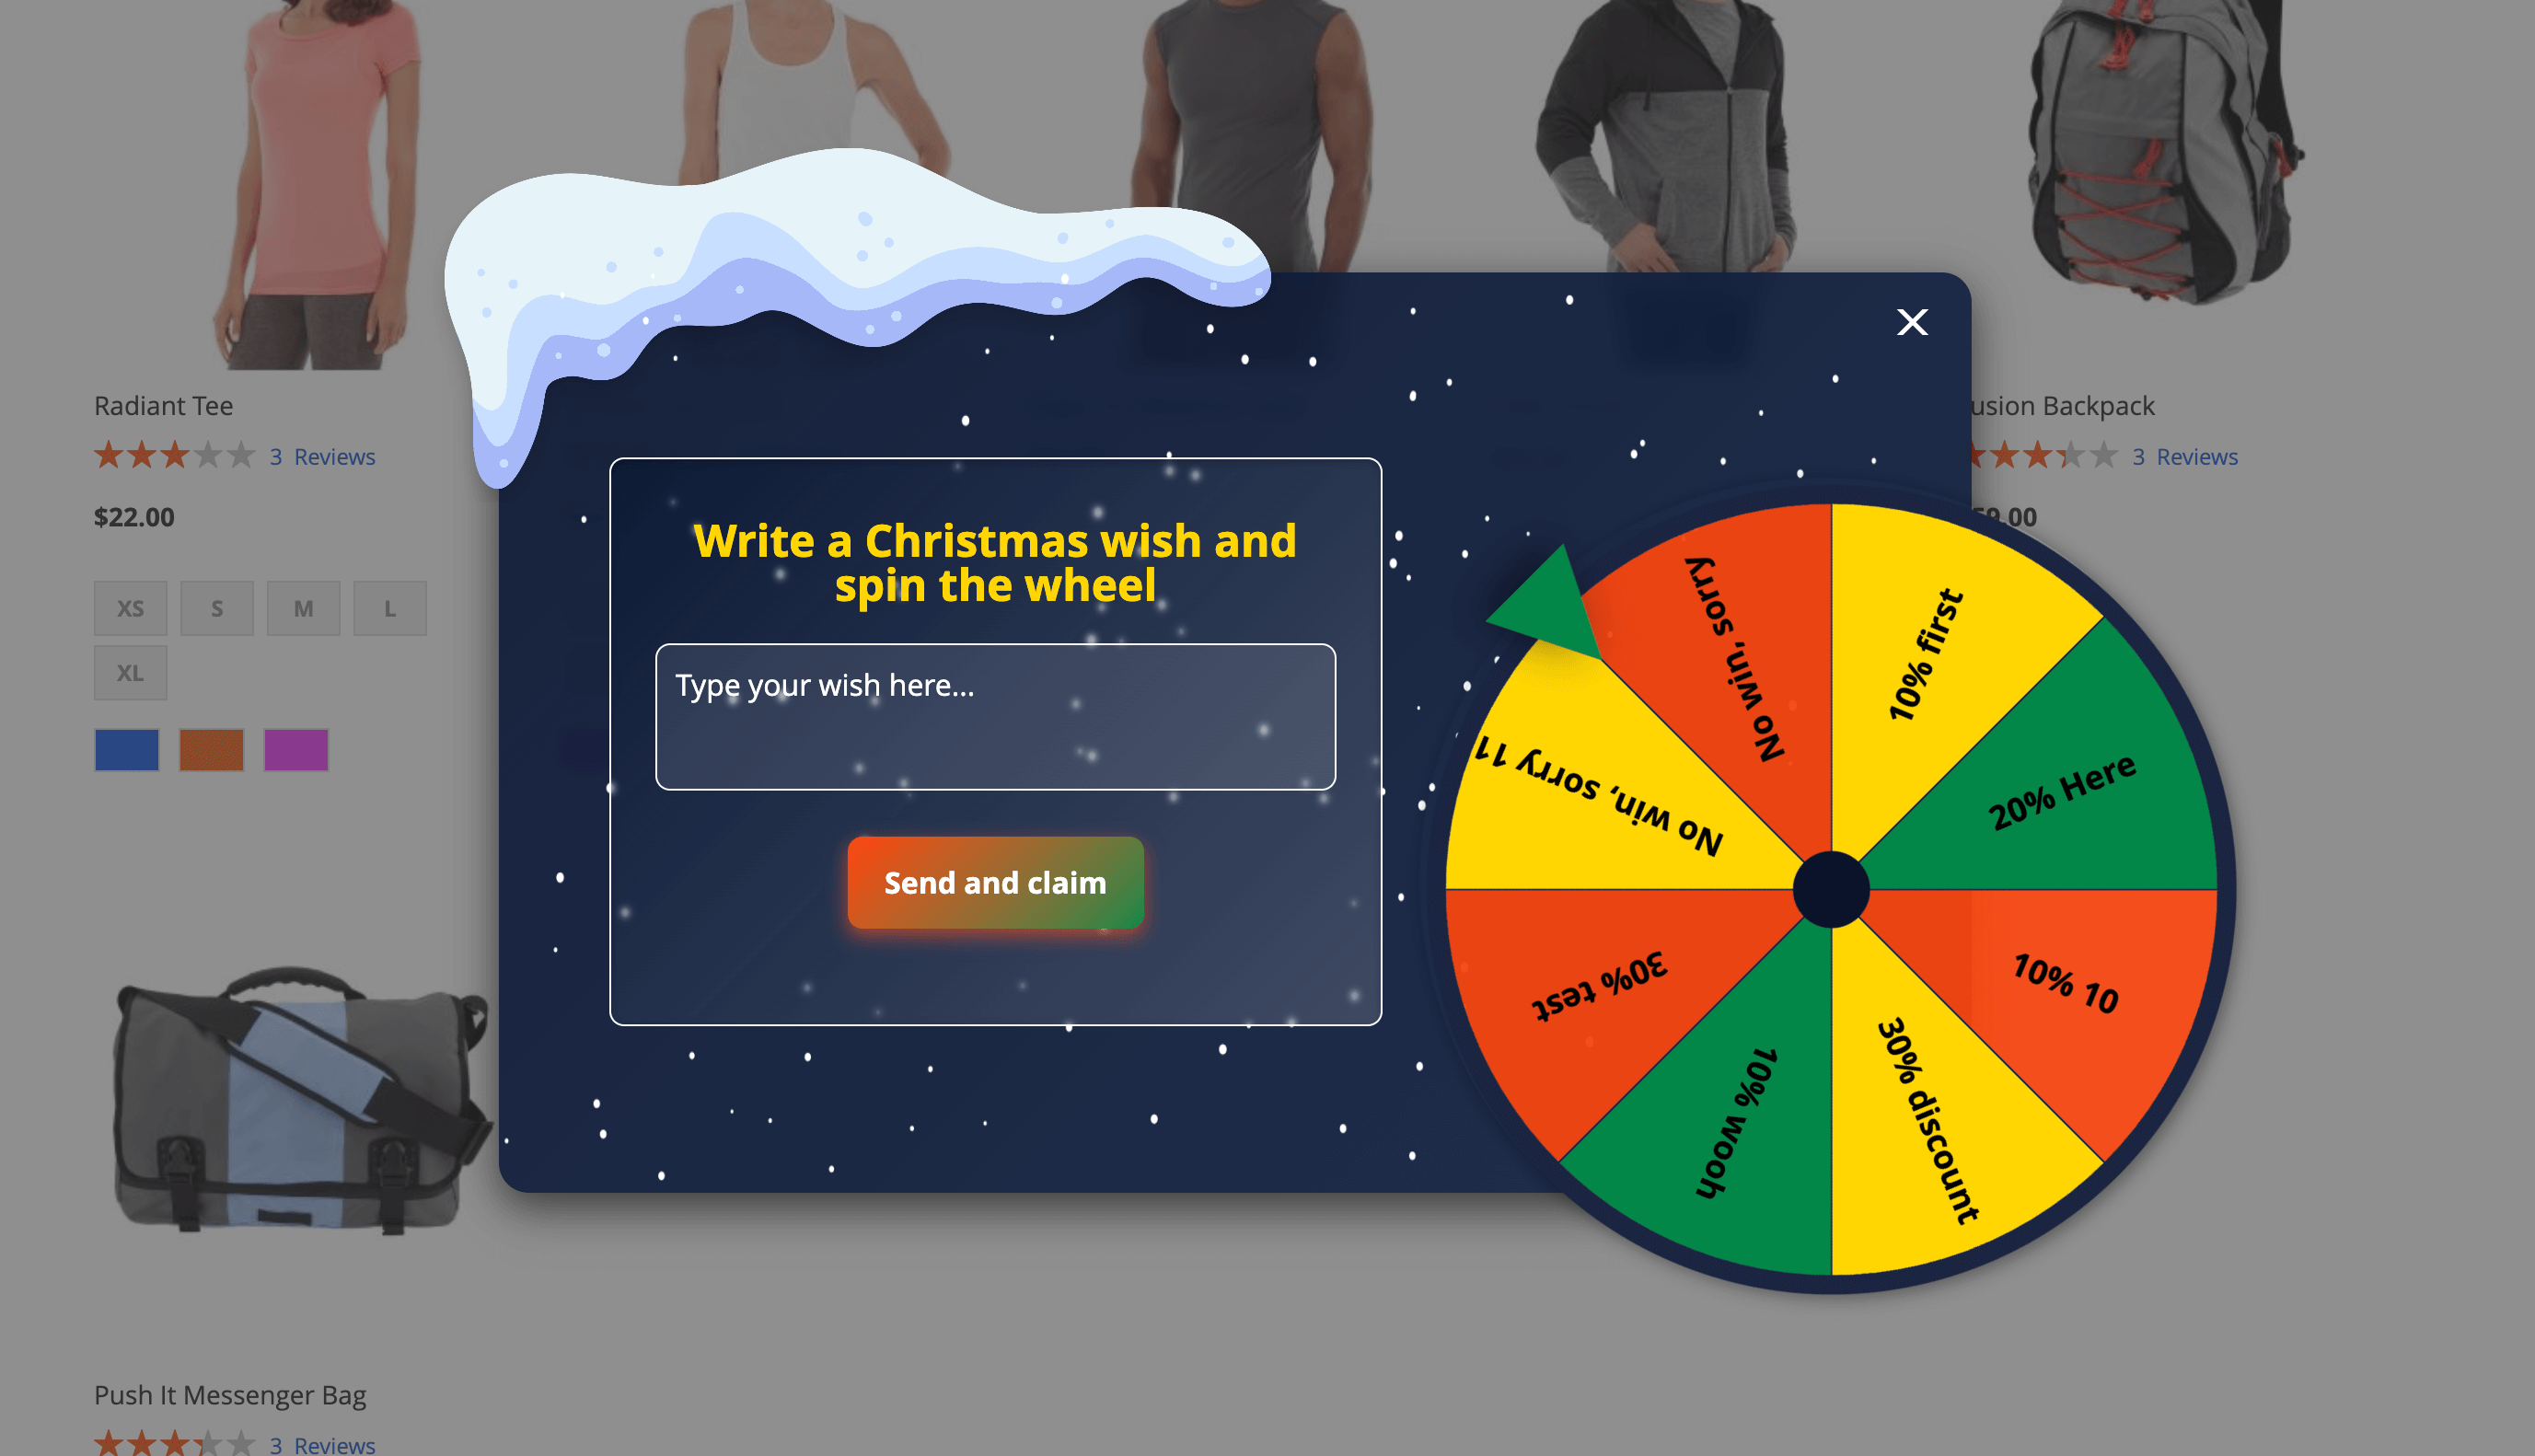 Radiant Tee
3 Reviews
$22.00
XS S M L
XL
usion Backpack
3 Reviews
59.00
Write a Christmas wish and
spin the wheel
Type your wish here...
Send and claim
No win, sorry
10% first
20% Here
10% 10
30% discount
10% wooh
30% test
No win, sorry 11
Push It Messenger Bag
3 Reviews